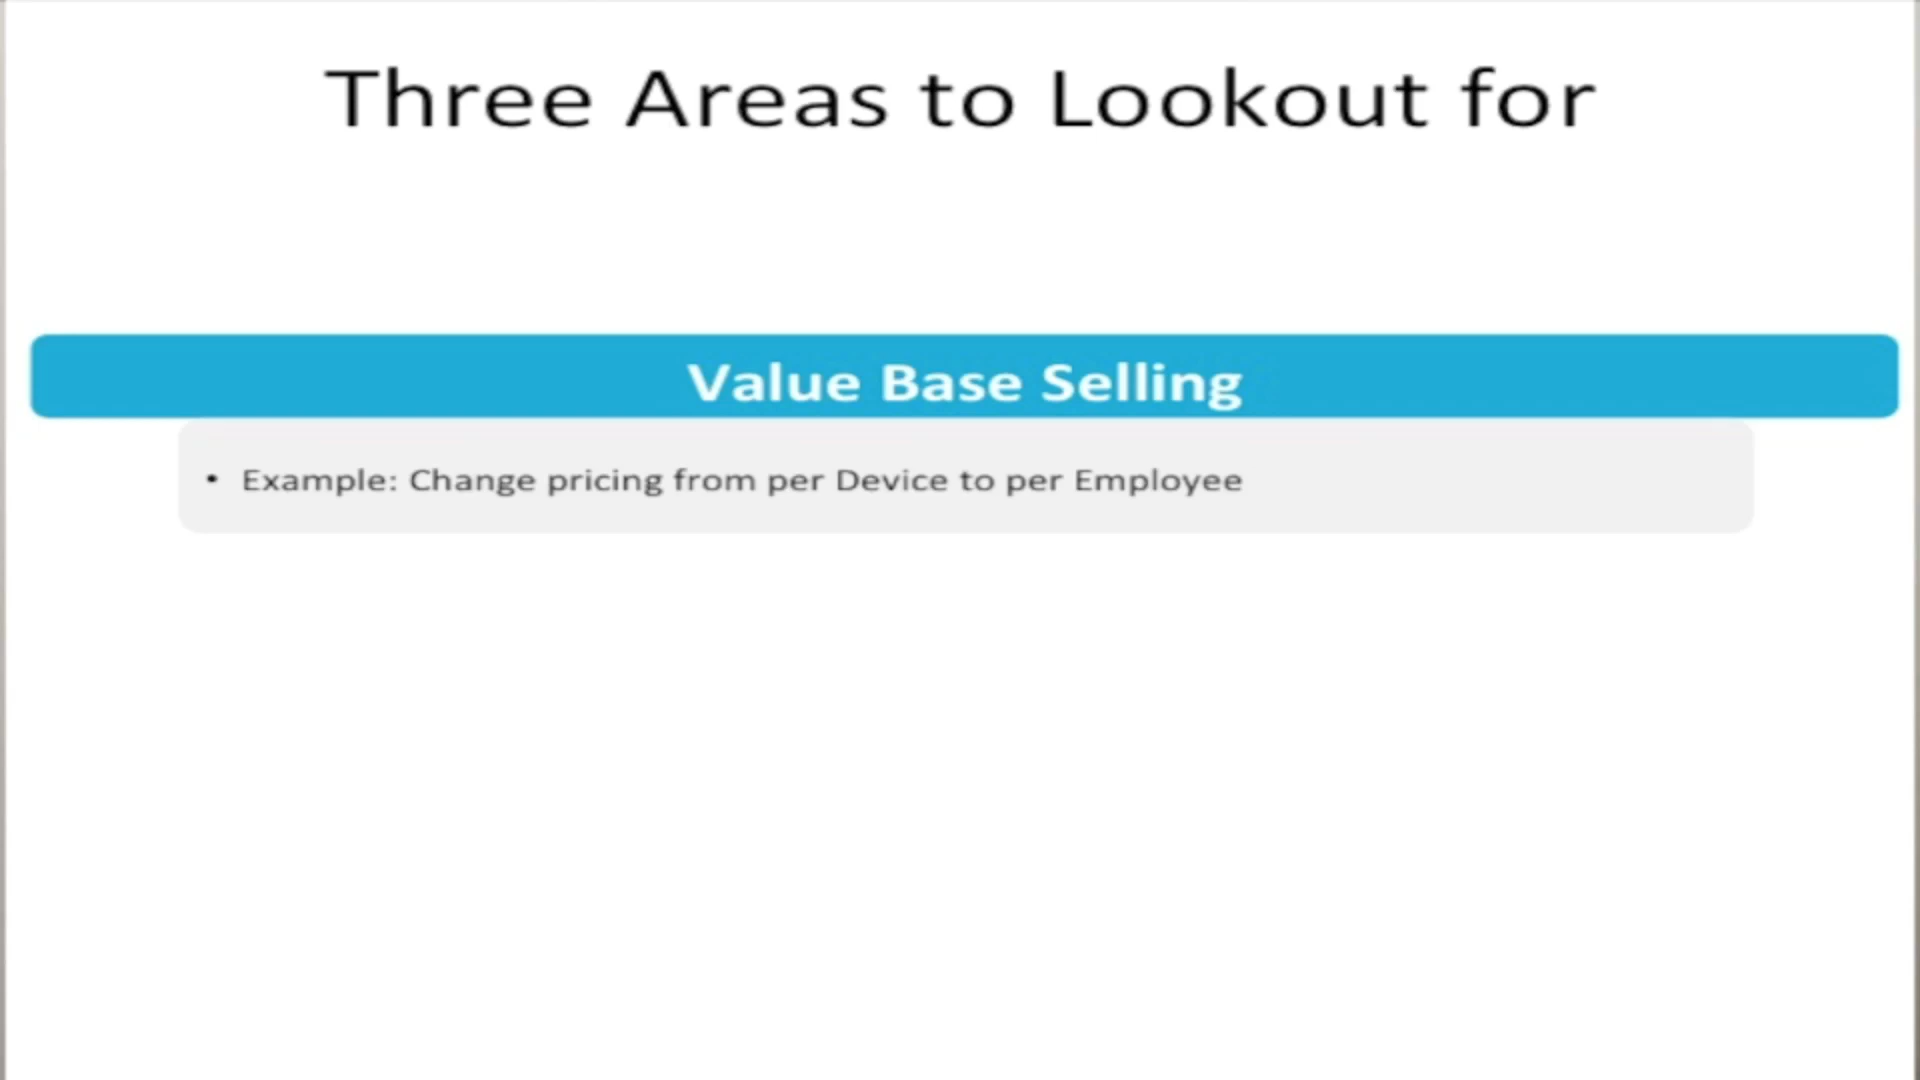 Three Areas to Lookout for
Value Base Selling
• Example: Change pricing from per Device to per Employee